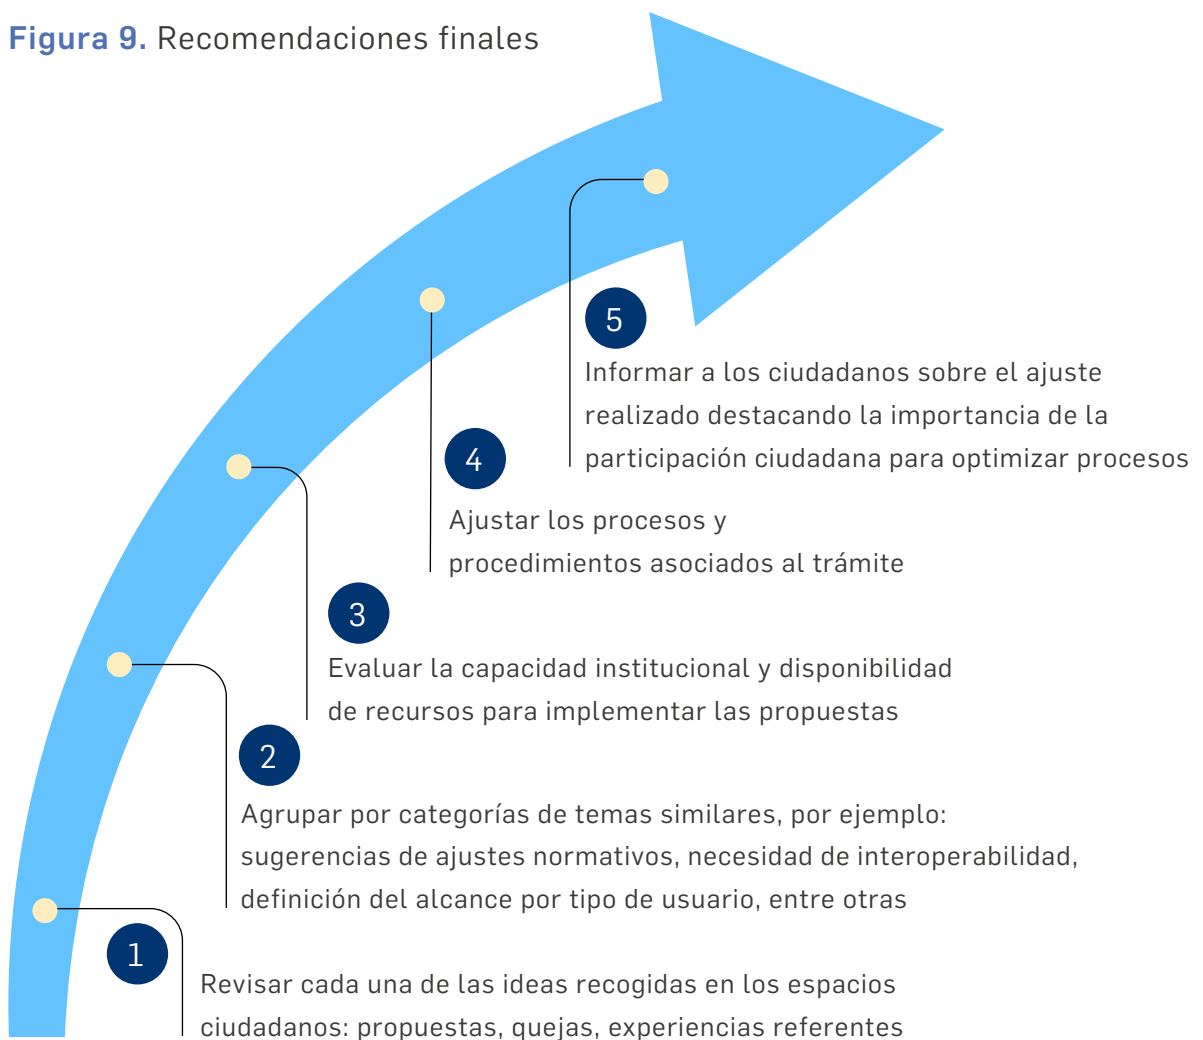 Figura 9. Recomendaciones finales
5
Informar a los ciudadanos sobre el ajuste
realizado destacando la importancia de la
participación ciudadana para optimizar procesos
4
Ajustar los procesos y
procedimientos asociados al trámite
3
Evaluar la capacidad institucional y disponibilidad
de recursos para implementar las propuestas
2
Agrupar por categorías de temas similares, por ejemplo:
sugerencias de ajustes normativos, necesidad de interoperabilidad,
definición del alcance por tipo de usuario, entre otras
1
Revisar cada una de las ideas recogidas en los espacios
ciudadanos: propuestas, quejas, experiencias referentes